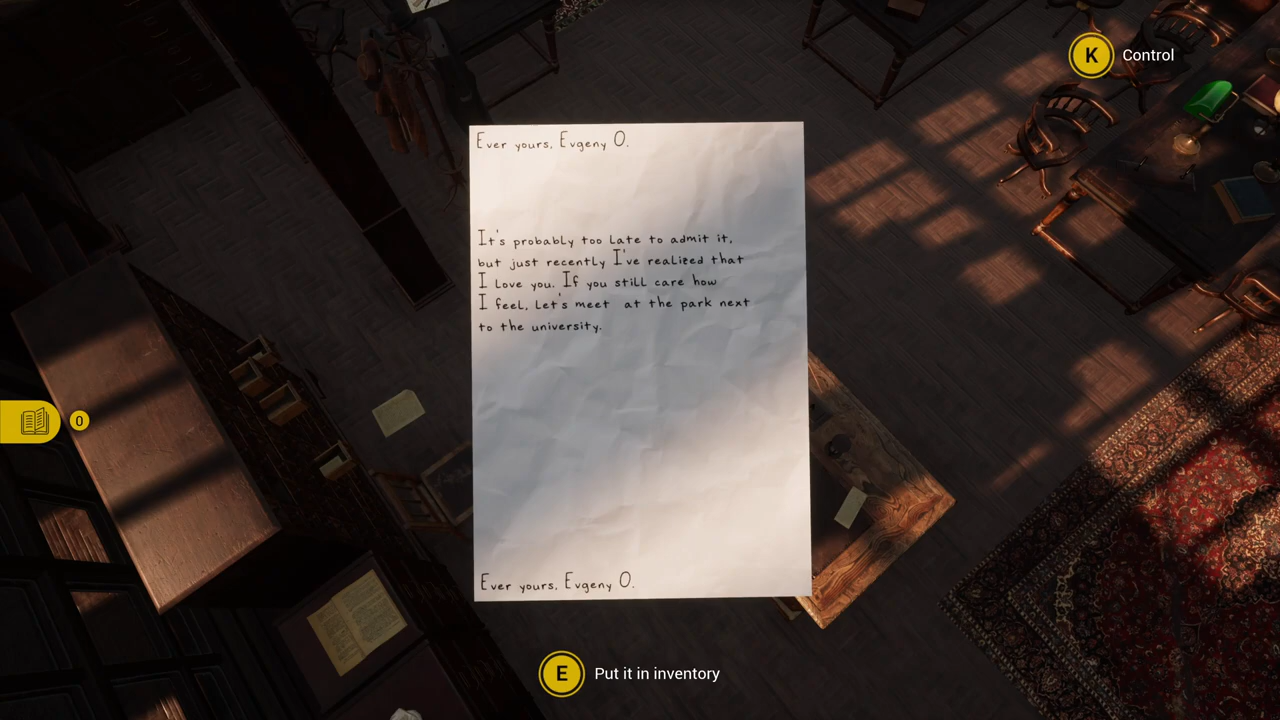 K Control
Ever yours, Evgeny O.
It's probably too late to admit it,
but just recently I've realized that
I love you. If you still care how
I feel, let's meet at the park next
to the university.
0
Ever yours, Evgeny O.
E Put it in inventory